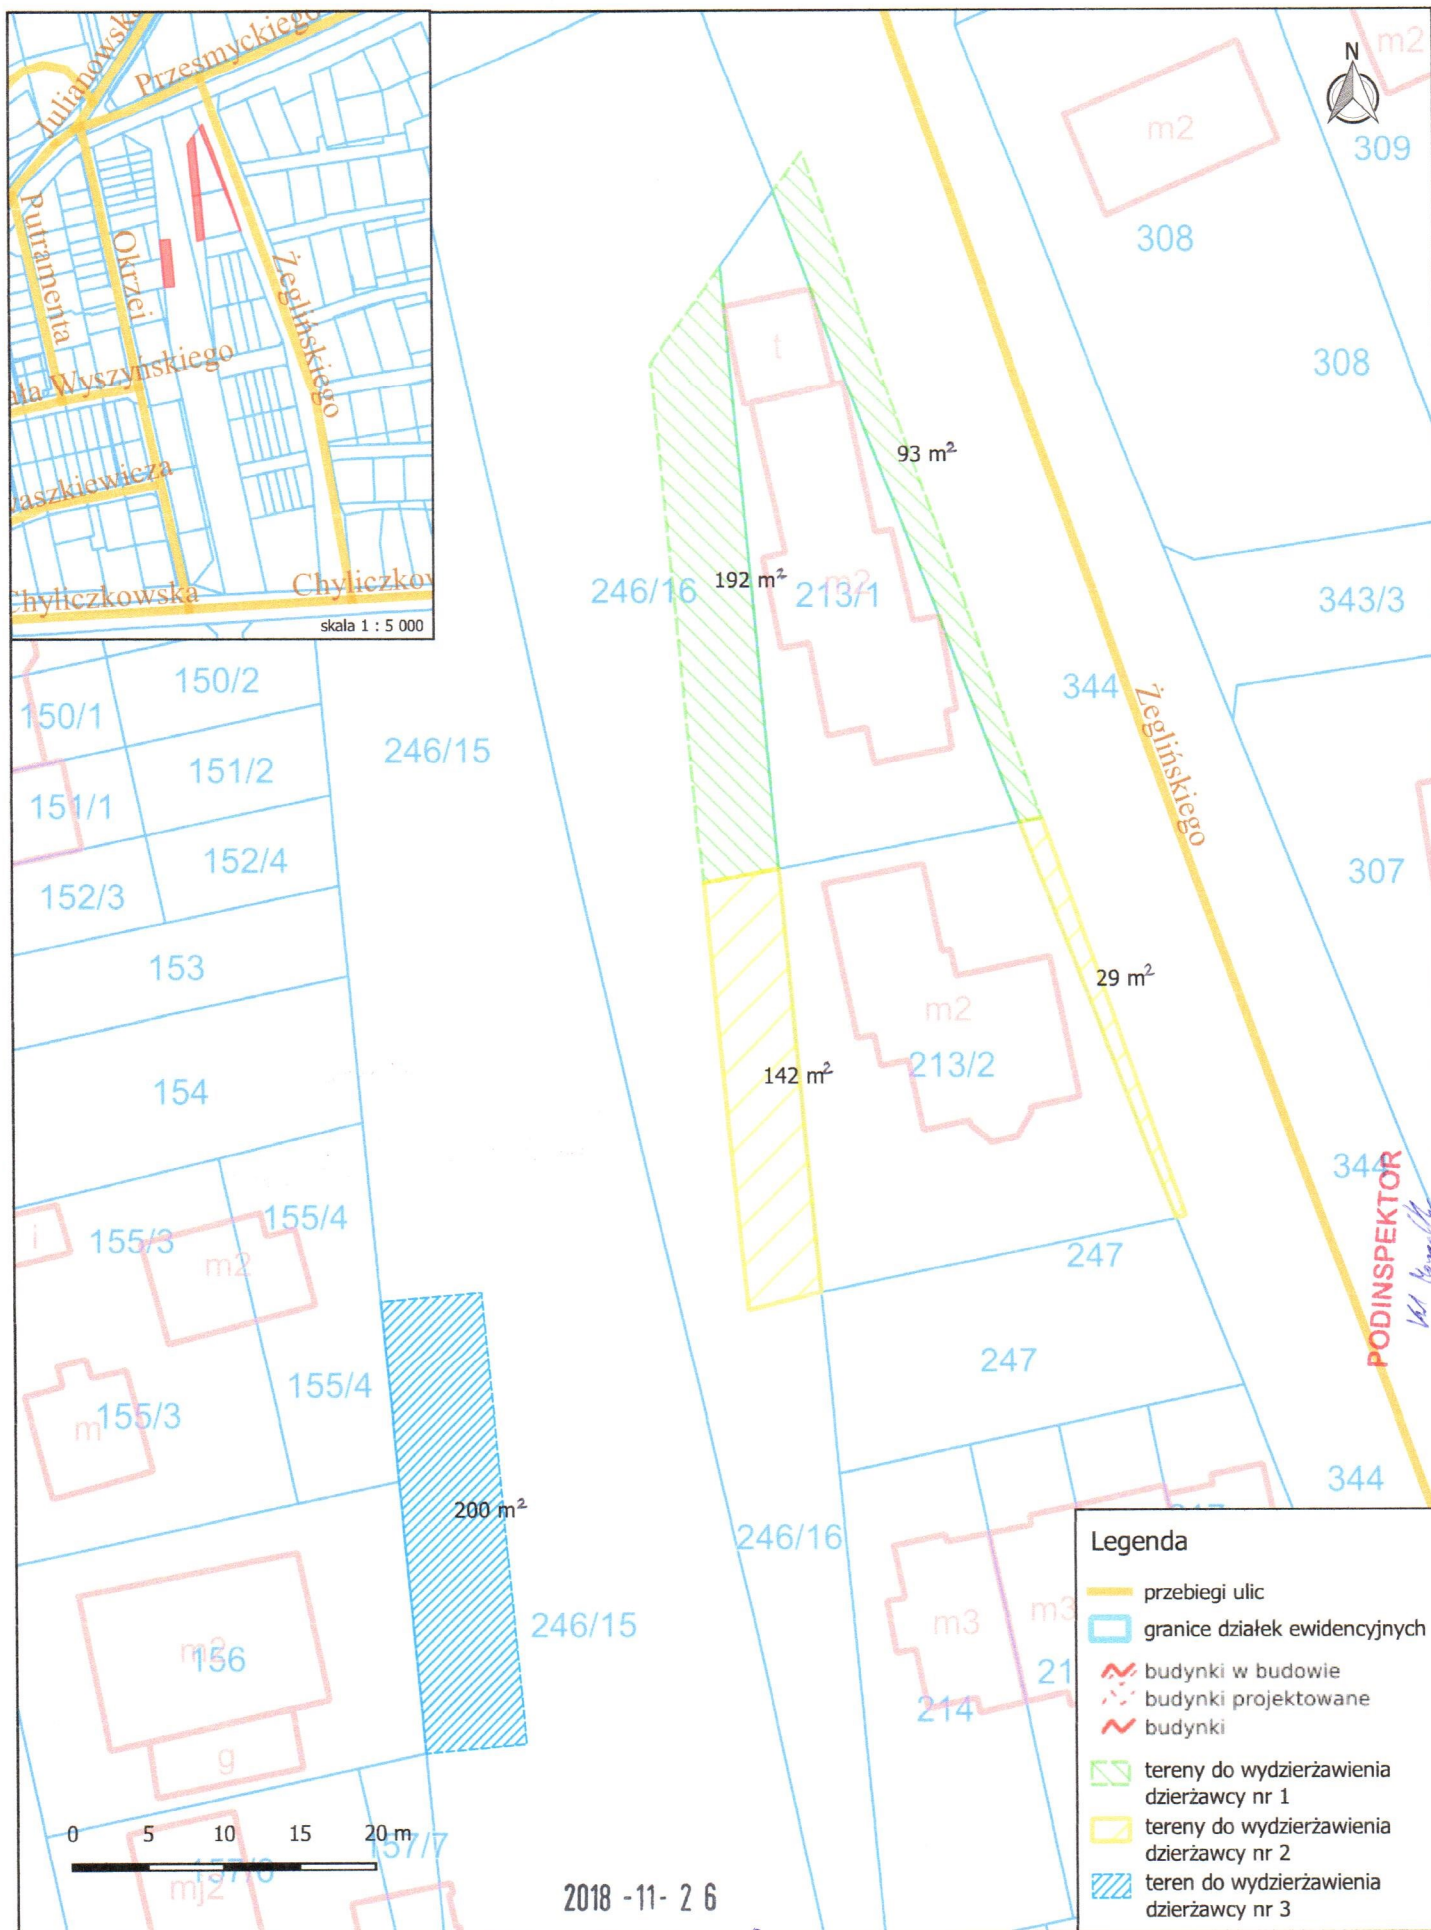 Julianowska
Przesmyckiego
Putramenta
Okrzei
Żeglińskiego
Wyszyńskiego
Chyliczkowska
skala 1 : 5 000
N
m2
309
m2
308
308
t
93 m²
192 m²
246/16
m2
213/1
343/3
344
Żeglińskiego
150/2
150/1
246/15
151/2
151/1
152/4
152/3
307
153
29 m²
m2
213/2
154
142 m²
344
PODINSPEKTOR
i
155/3
155/4
m2
247
247
155/4
m
155/3
344
200 m²
246/16
246/15
m2
156
m3
m3
21
214
g
157/7
mj2
0 5 10 15 20 m
2018 -11- 2 6
Legenda
przebiegi ulic
granice działek ewidencyjnych
budynki w budowie
budynki projektowane
budynki
tereny do wydzierżawienia
dzierżawcy nr 1
tereny do wydzierżawienia
dzierżawcy nr 2
teren do wydzierżawienia
dzierżawcy nr 3